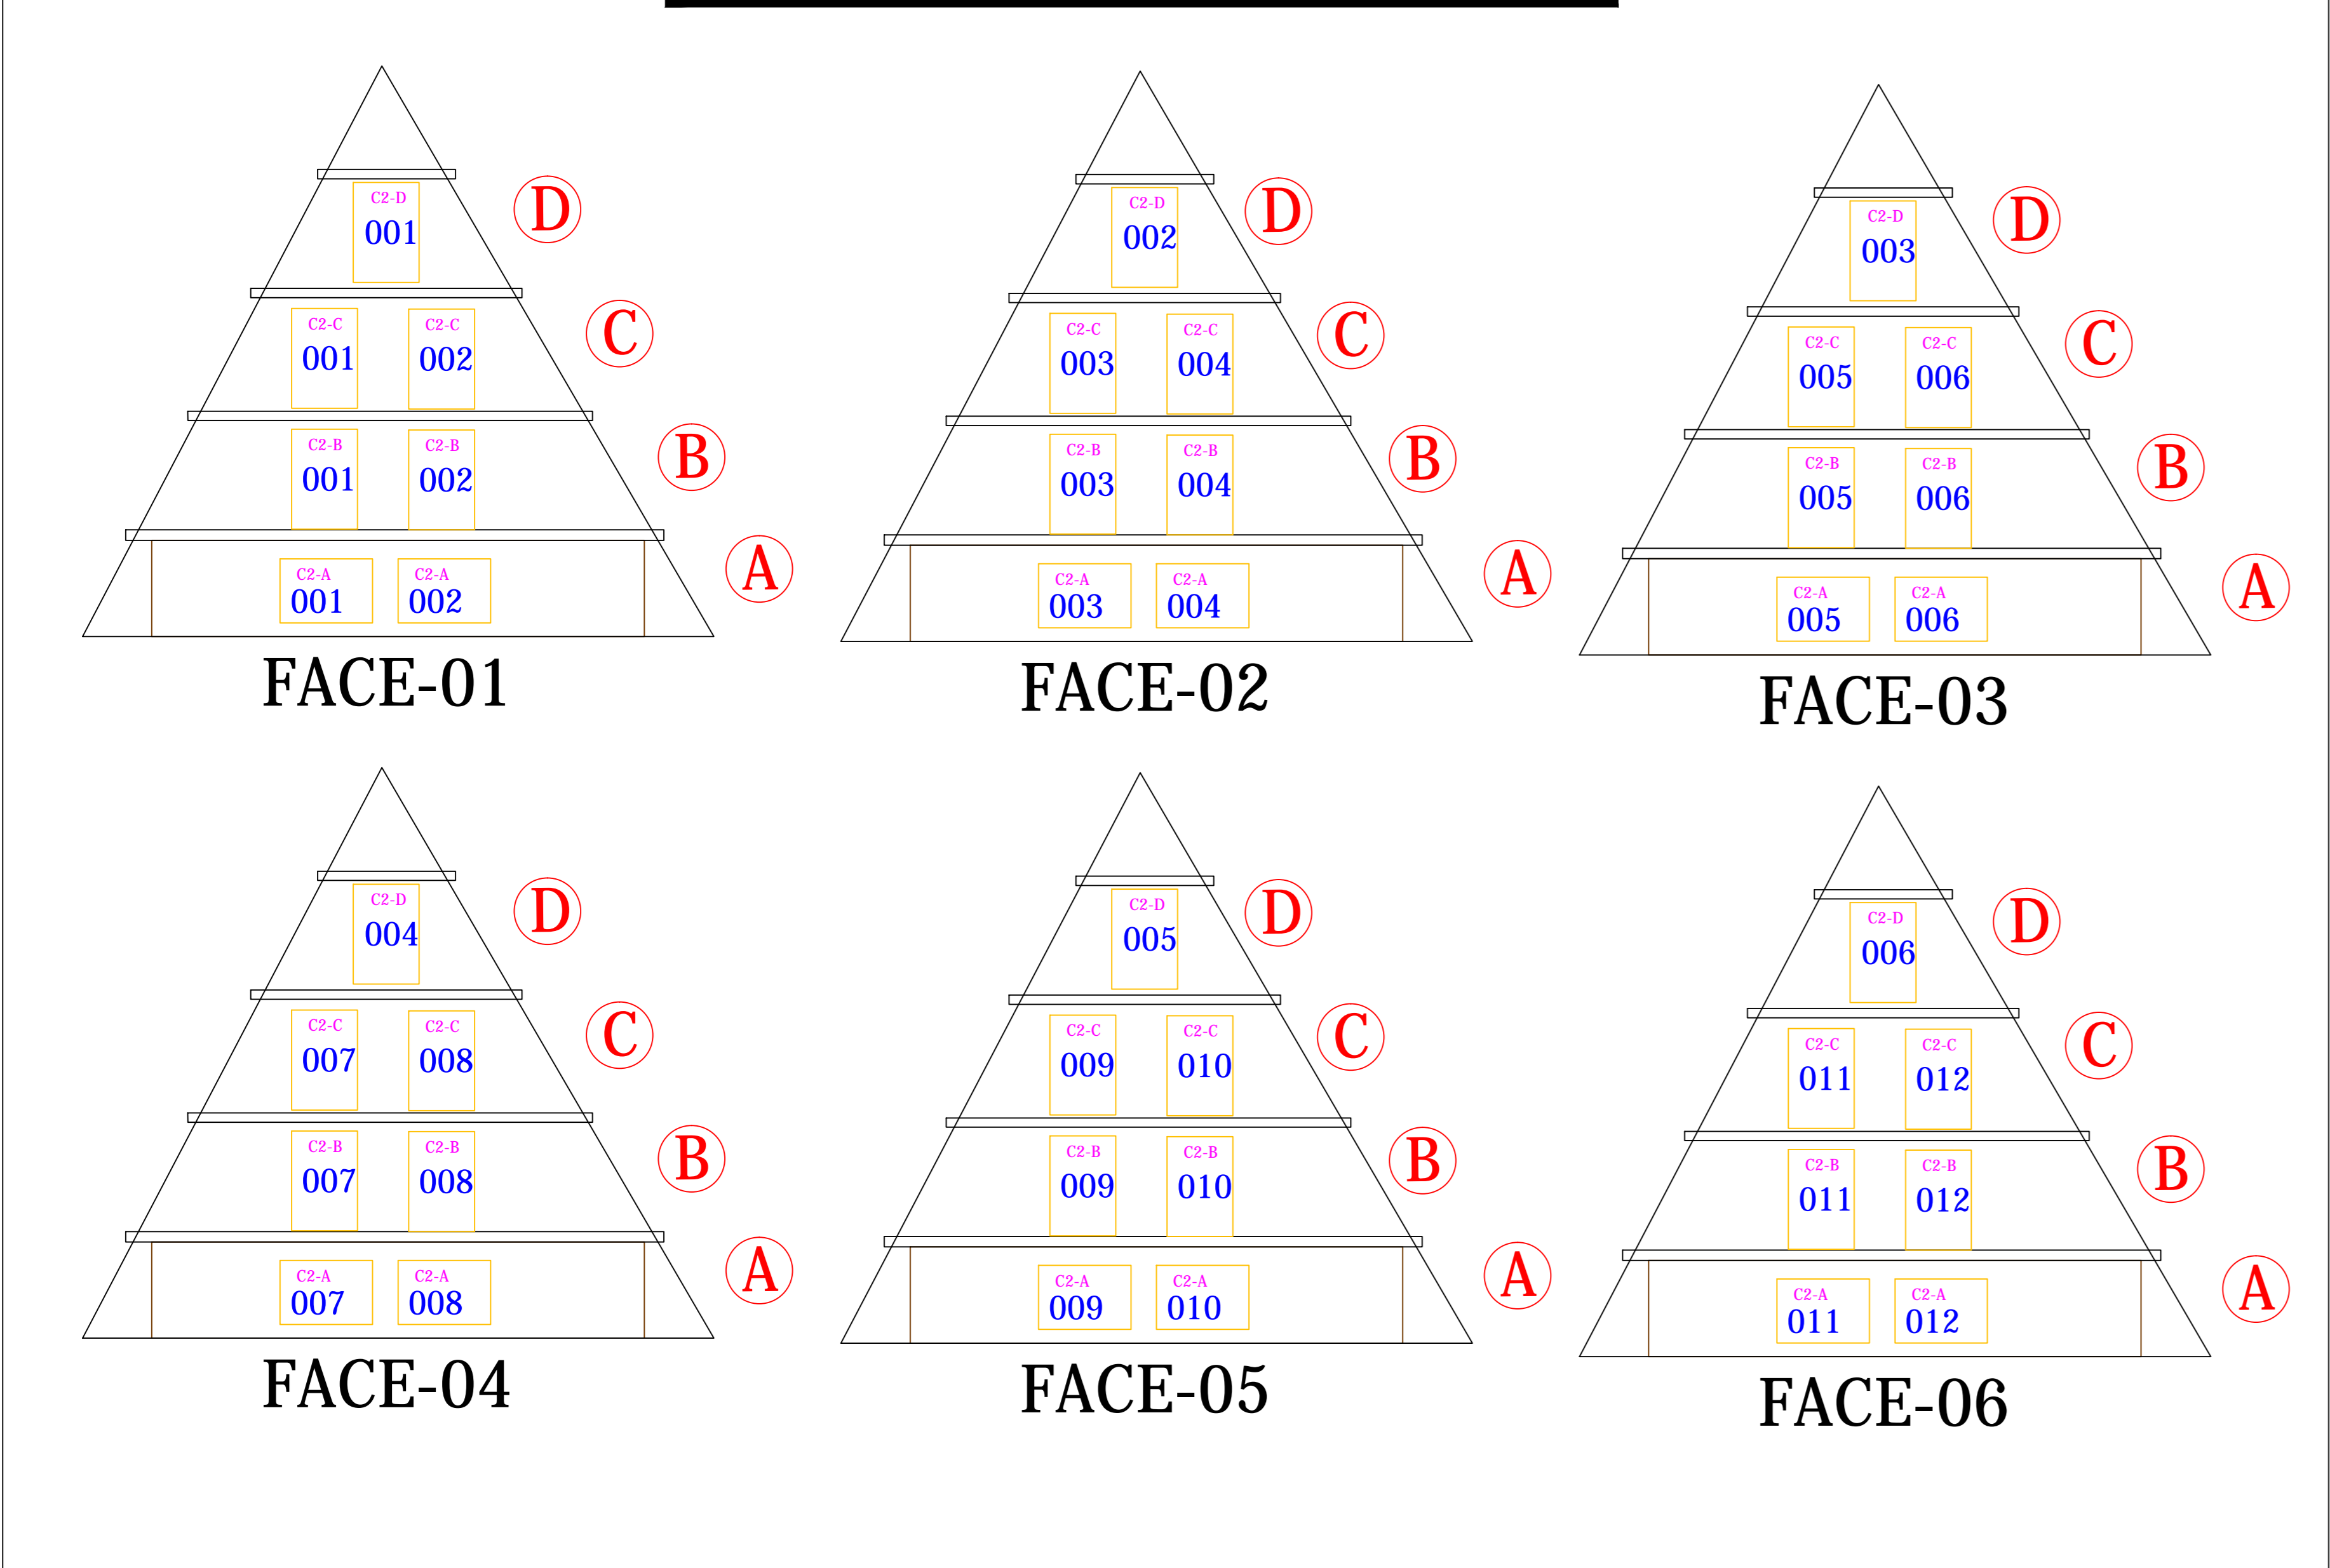 C2-D
001
D
C2-C
001
C2-C
002
C
C2-B
001
C2-B
002
B
C2-A
001
C2-A
002
A
FACE-01
C2-D
002
D
C2-C
003
C2-C
004
C
C2-B
003
C2-B
004
B
C2-A
003
C2-A
004
A
FACE-02
C2-D
003
D
C2-C
005
C2-C
006
C
C2-B
005
C2-B
006
B
C2-A
005
C2-A
006
A
FACE-03
C2-D
004
D
C2-C
007
C2-C
008
C
C2-B
007
C2-B
008
B
C2-A
007
C2-A
008
A
FACE-04
C2-D
005
D
C2-C
009
C2-C
010
C
C2-B
009
C2-B
010
B
C2-A
009
C2-A
010
A
FACE-05
C2-D
006
D
C2-C
011
C2-C
012
C
C2-B
011
C2-B
012
B
C2-A
011
C2-A
012
A
FACE-06